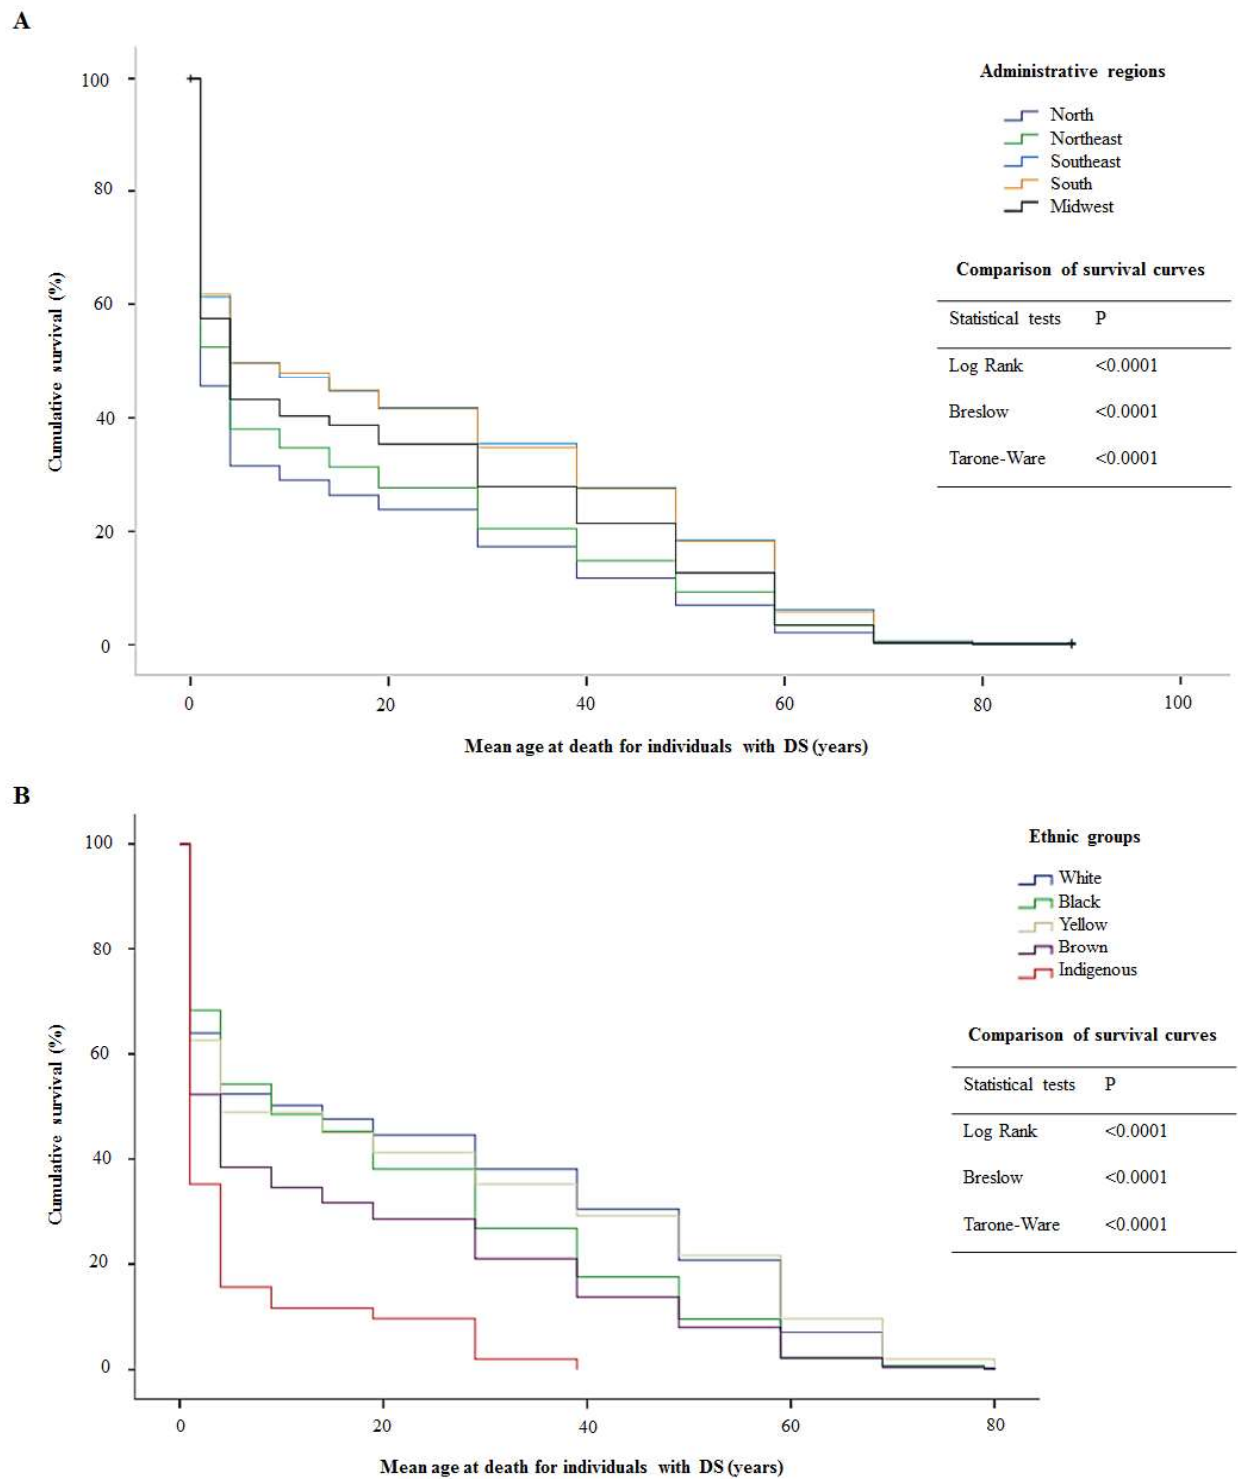 A
100
80
60
40
20
0
Cumulative survival (%)
0 20 40 60 80 100
Mean age at death for individuals with DS (years)
Administrative regions
North
Northeast
Southeast
South
Midwest
Comparison of survival curves
Statistical tests P
Log Rank <0.0001
Breslow <0.0001
Tarone-Ware <0.0001
B
100
80
60
40
20
0
Cumulative survival (%)
0 20 40 60 80
Mean age at death for individuals with DS (years)
Ethnic groups
White
Black
Yellow
Brown
Indigenous
Comparison of survival curves
Statistical tests P
Log Rank <0.0001
Breslow <0.0001
Tarone-Ware <0.0001